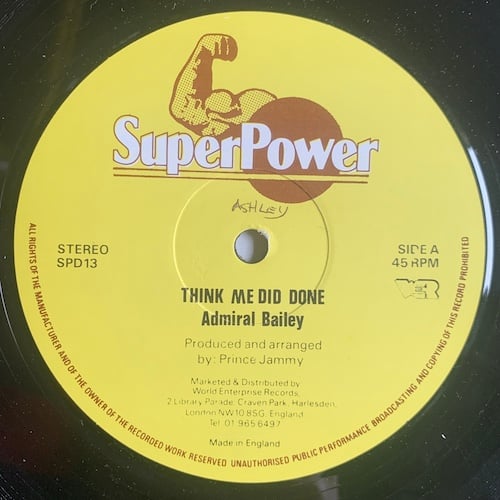 SuperPower
ASHLEY
STEREO
SPD13
SIDE A
45 RPM
THINK ME DID DONE
Admiral Bailey
Produced and arranged
by: Prince Jammy
Marketed & Distributed by
World Enterprise Records,
2 Library Parade, Craven Park, Harlesden,
London NW10 8SG, England
Tel: 01 965 6497
Made in England
ALL RIGHTS OF THE MANUFACTURER AND OF THE OWNER OF THE RECORDED WORK RESERVED UNAUTHORISED PUBLIC PERFORMANCE BROADCASTING AND COPYING OF THIS RECORD PROHIBITED